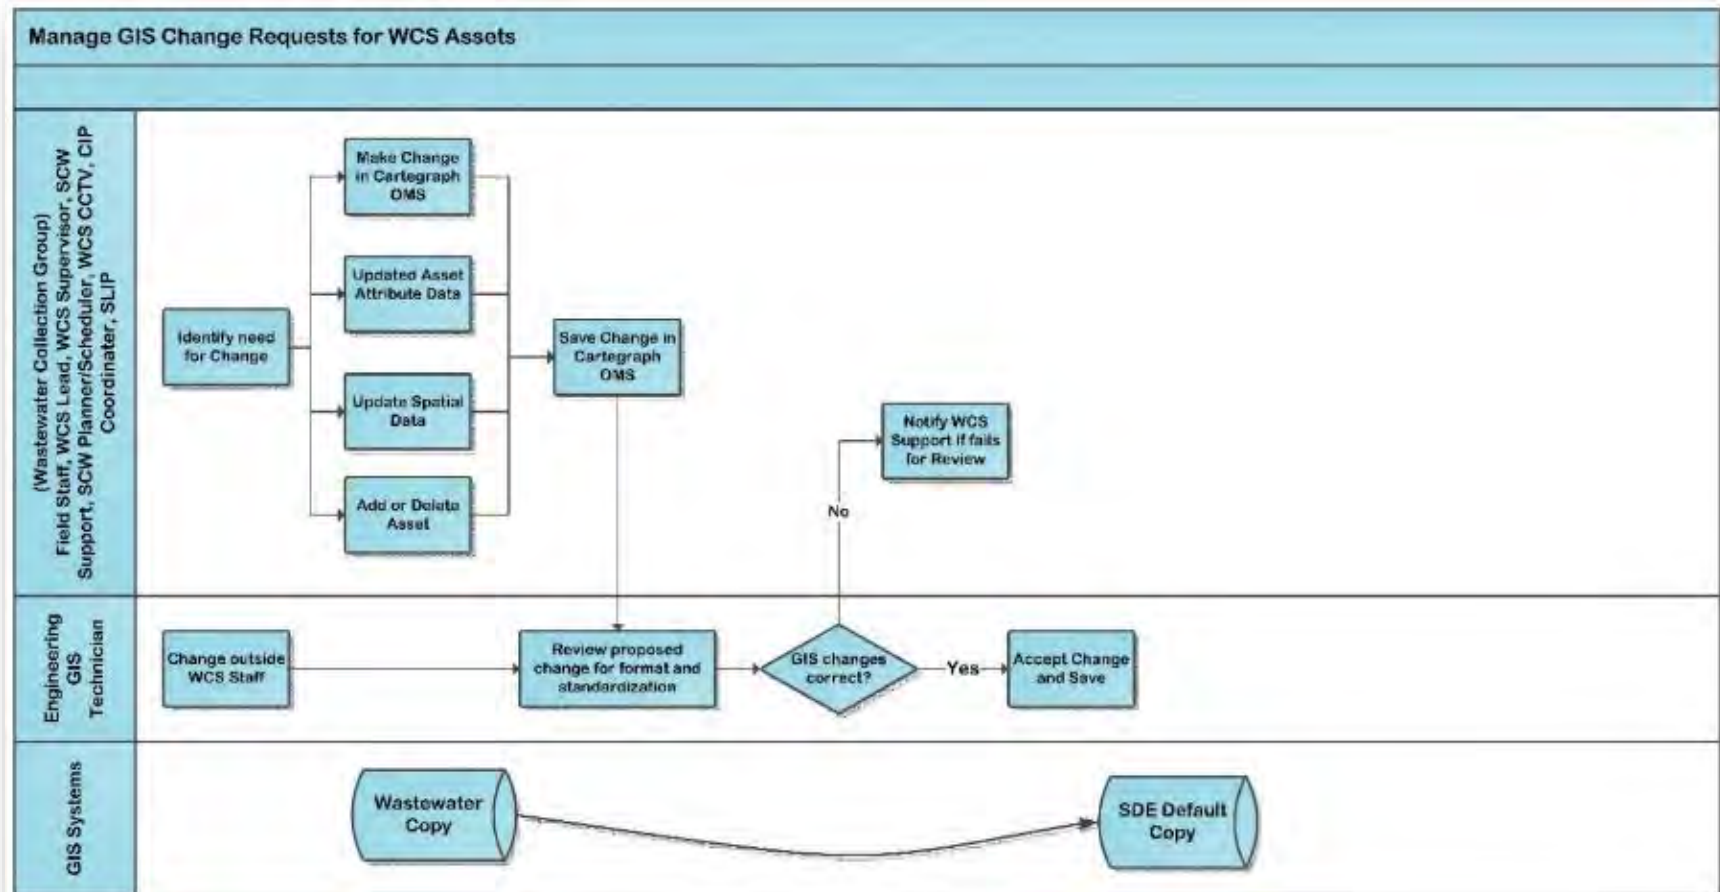 Manage GIS Change Requests for WCS Assets
(Wastewater Collection Group)
Field Staff, WCS Lead, WCS Supervisor, SCW
Support, SCW Planner/Scheduler, WCS CCTV, CIP
Coordinater, SLIP
Identify need
for Change
Make Change
in Cartegraph
OMS
Updated Asset
Attribute Data
Update Spatial
Data
Add or Delete
Asset
Save Change in
Cartegraph
OMS
Notify WCS
Support if fails
for Review
No
Engineering
GIS
Technician
Change outside
WCS Staff
Review proposed
change for format and
standardization
GIS changes
correct?
Yes
Accept Change
and Save
GIS Systems
Wastewater
Copy
SDE Default
Copy